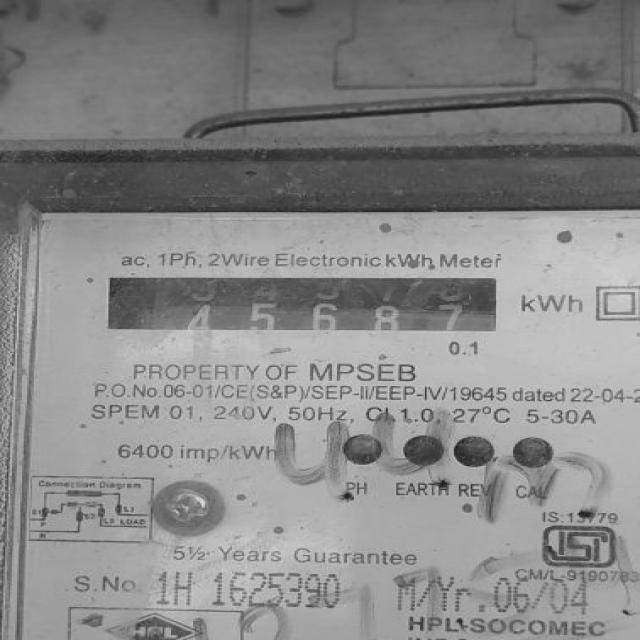 ac, 1Ph, 2Wire Electronic kWh Meter
4 5 6 8 7 kWh
0.1
PROPERTY OF MPSEB
P.O.No.06-01/CE(S&P)/SEP-II/EEP-IV/19645 dated 22-04-2
SPEM 01, 240V, 50Hz, Cl 1.0, 27°C 5-30A
6400 imp/kWh
PH EARTH REV CAL
Connection Diagram
LOAD
IS:13779
ISI
5½ Years Guarantee
CM/L-9190783
S.No. 1H 1625390 M/Yr. 06/04
HPL-SOCOMEC